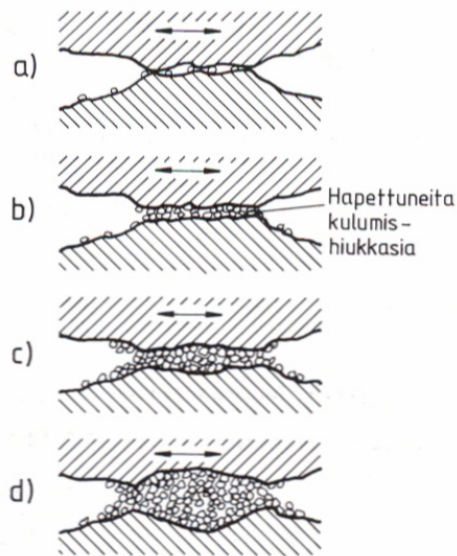 a)
b)
Hapettuneita
kulumis-
hiukkasia
c)
d)